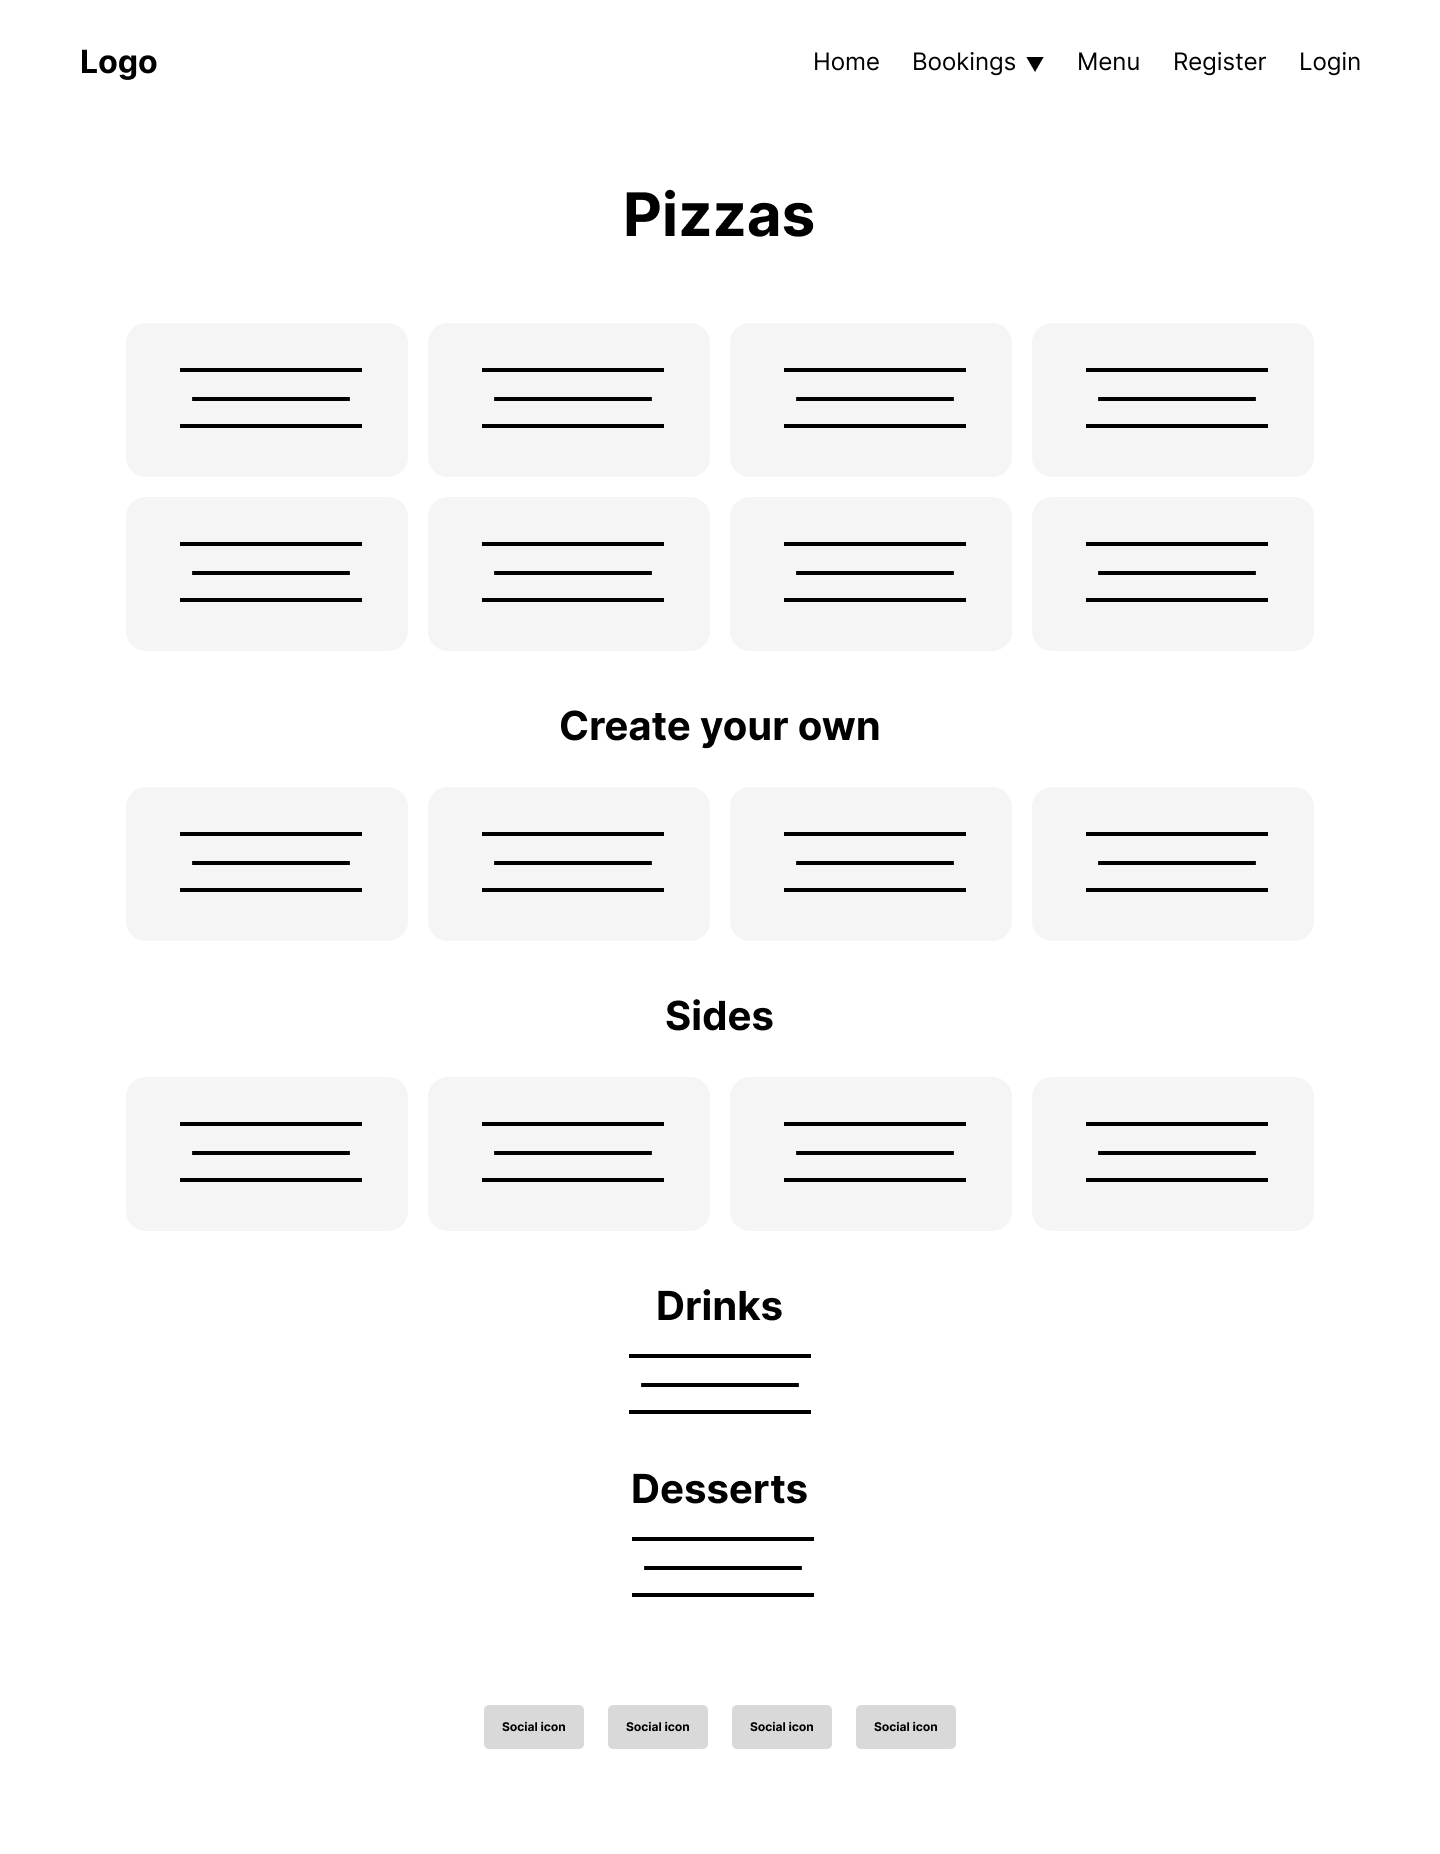 Logo
Home Bookings ▼ Menu Register Login
Pizzas
Create your own
Sides
Drinks
Desserts
Social icon Social icon Social icon Social icon